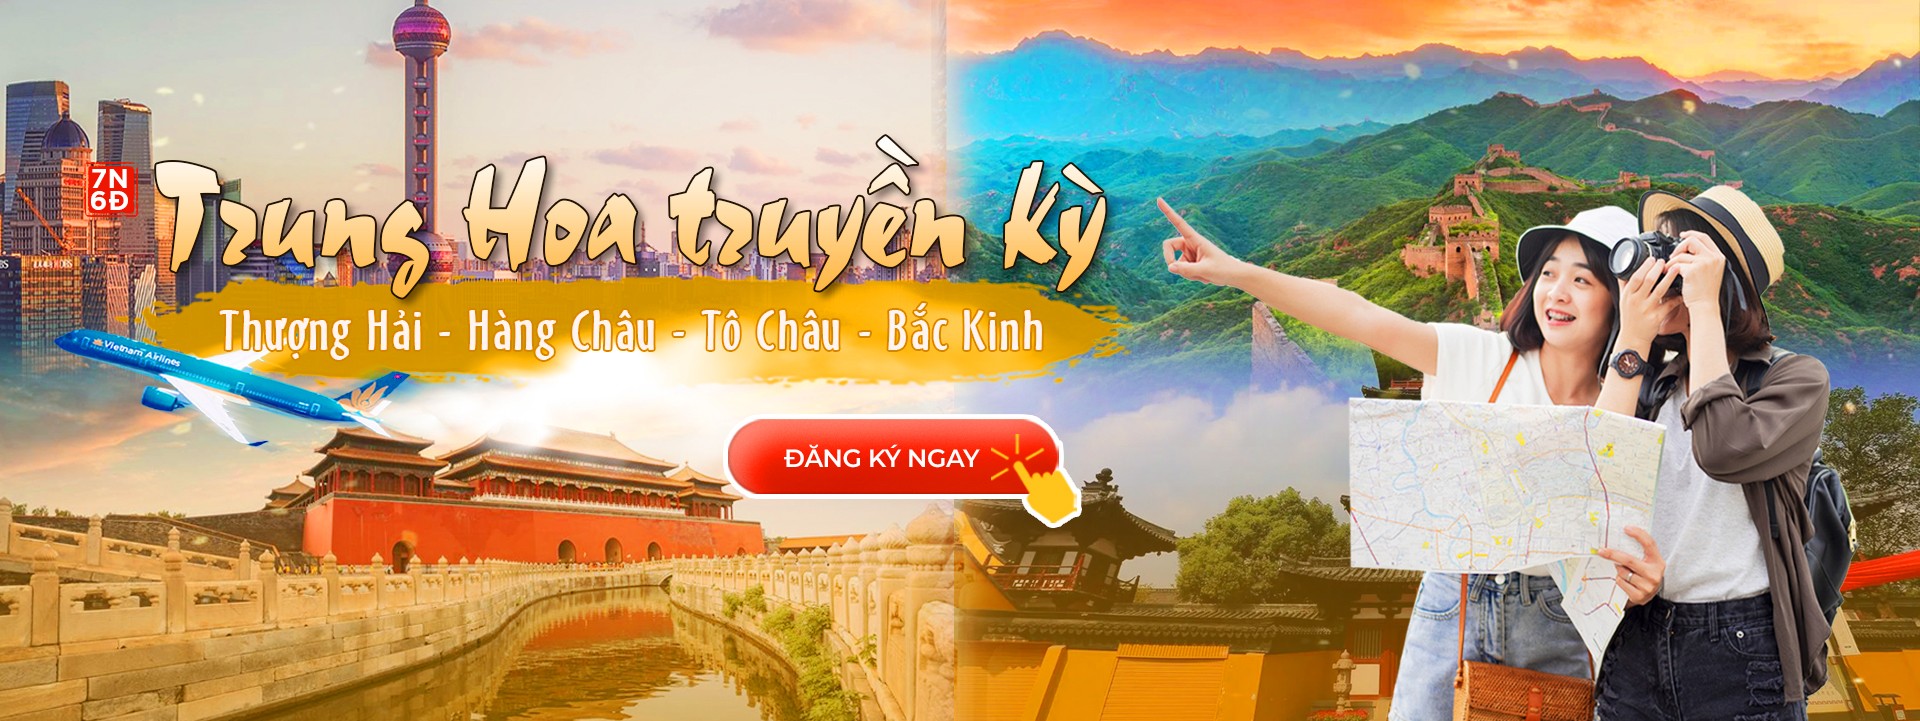 7N
6Đ
Trung Hoa truyền kỳ
Thượng Hải - Hàng Châu - Tô Châu - Bắc Kinh
Vietnam Airlines
ĐĂNG KÝ NGAY